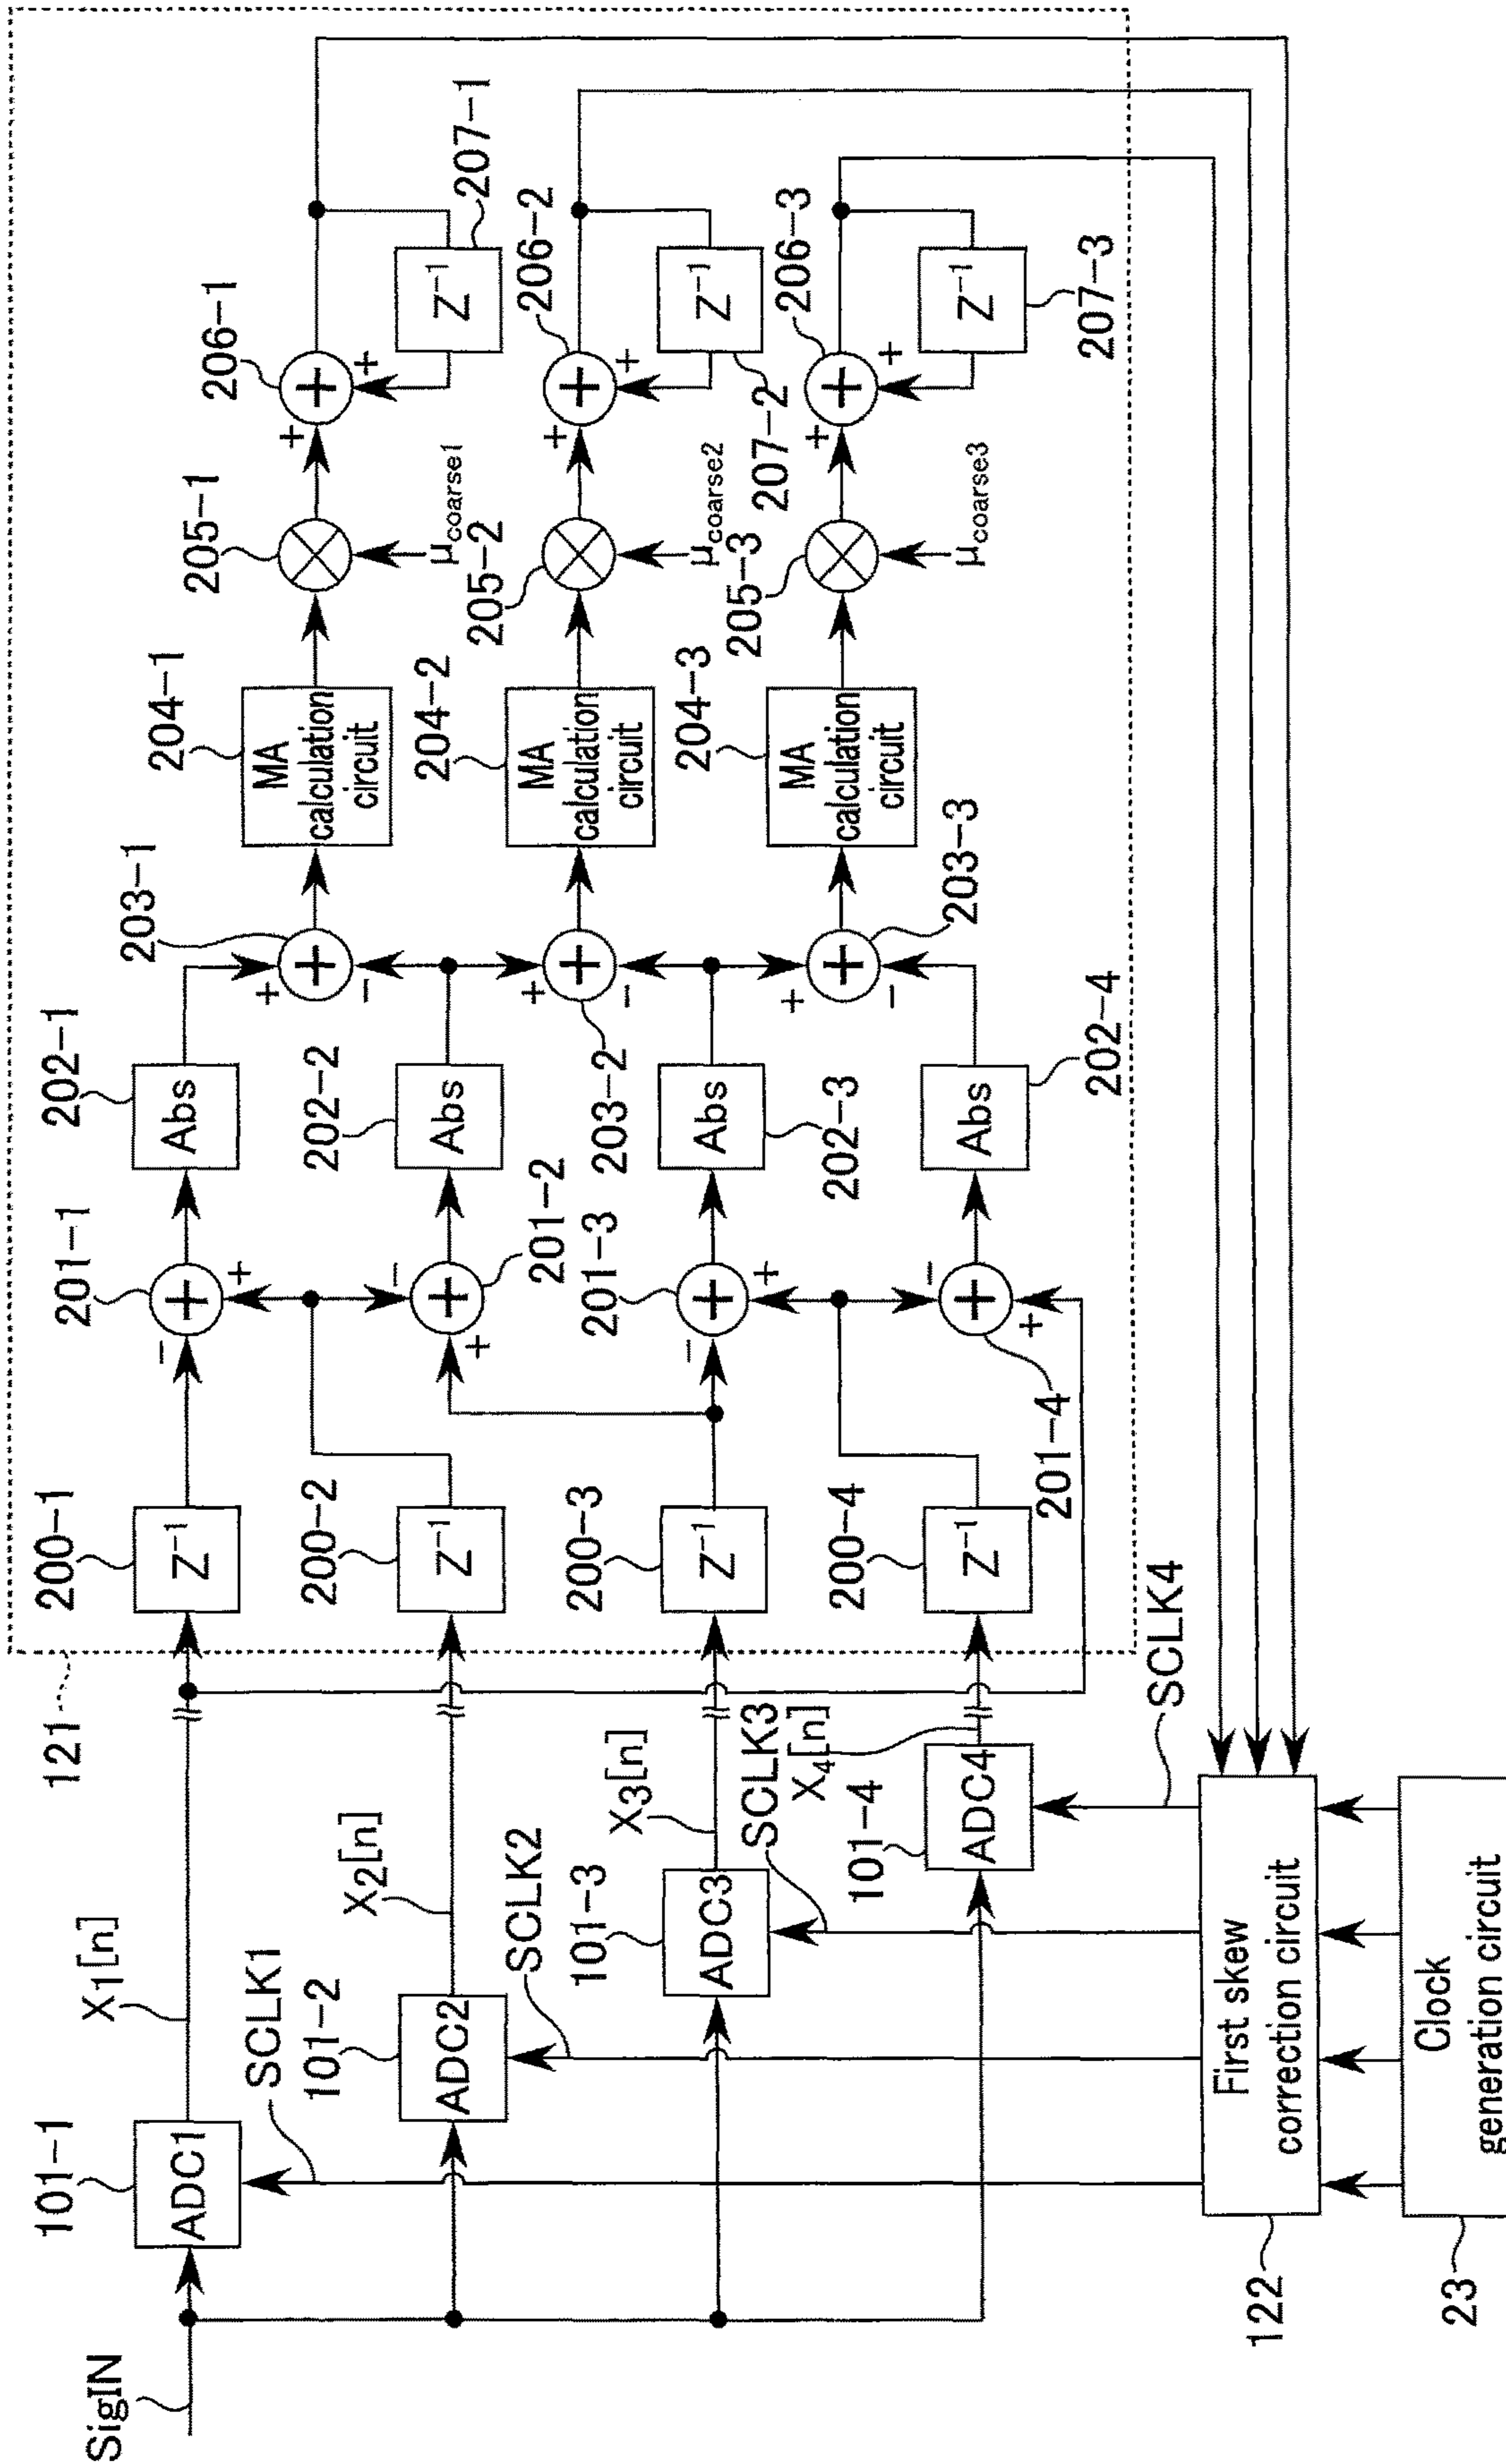 SigIN
101-1
ADC1
X1[n]
SCLK1
101-2
ADC2
X2[n]
SCLK2
101-3
ADC3
X3[n]
SCLK3
101-4
ADC4
X4[n]
SCLK4
121
200-1
Z⁻¹
200-2
Z⁻¹
200-3
Z⁻¹
200-4
Z⁻¹
201-1
+
−
+
201-2
+
−
+
201-3
+
−
+
201-4
+
−
+
202-1
Abs
202-2
Abs
202-3
Abs
202-4
Abs
203-1
+
+
−
203-2
+
+
−
203-3
+
+
−
204-1
MA
calculation
circuit
204-2
MA
calculation
circuit
204-3
MA
calculation
circuit
205-1
μcoarse1
205-2
μcoarse2
205-3
μcoarse3
206-1
+
+
+
206-2
+
+
+
206-3
+
+
+
207-1
Z⁻¹
207-2
Z⁻¹
207-3
Z⁻¹
122
First skew
correction circuit
23
Clock
generation circuit